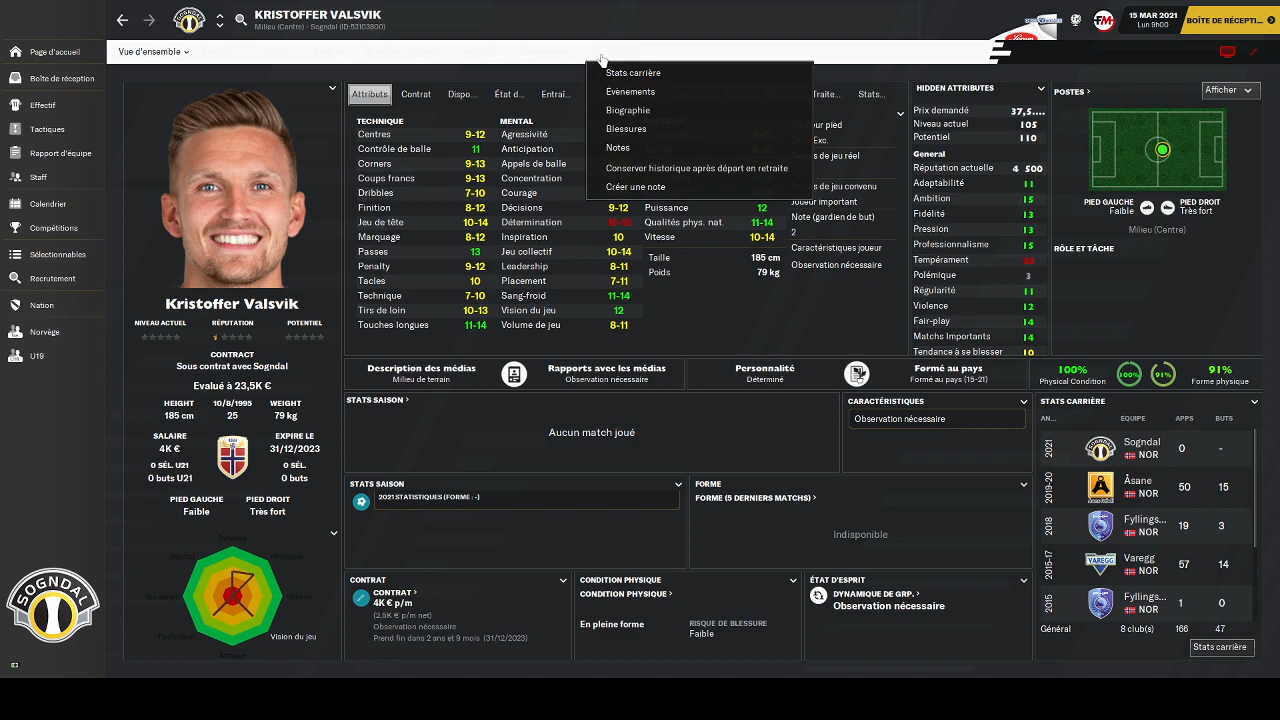 KRISTOFFER VALSVIK
Milieu (Centre) - Sogndal (ID:53103800)
15 MAR 2021
Lun 9h00
BOÎTE DE RÉCEPTI...
Page d'accueil
Boîte de réception
Effectif
Tactiques
Rapport d'équipe
Staff
Calendrier
Compétitions
Sélectionnables
Recrutement
Nation
Norvège
U19
SOGNDAL
Vue d'ensemble
Stats carrière
Évènements
Biographie
Blessures
Notes
Conserver historique après départ en retraite
Créer une note
Kristoffer Valsvik
NIVEAU ACTUEL RÉPUTATION POTENTIEL
CONTRACT
Sous contrat avec Sogndal
Evalué à 23,5K €
HEIGHT 10/8/1995 WEIGHT
185 cm 25 79 kg
SALAIRE EXPIRE LE
4K € 31/12/2023
0 SÉL. U21 0 SÉL.
0 buts U21 0 buts
PIED GAUCHE PIED DROIT
Faible Très fort
Vision du jeu
Attributs Contrat Dispo... État d... Entraî... Traite... Stats...
TECHNIQUE
Centres 9-12
Contrôle de balle 11
Corners 9-13
Coups francs 9-13
Dribbles 7-10
Finition 8-12
Jeu de tête 10-14
Marquage 8-12
Passes 13
Penalty 9-12
Tacles 10
Technique 7-10
Tirs de loin 10-13
Touches longues 11-14
MENTAL
Agressivité
Anticipation
Appels de balle
Concentration
Courage
Décisions 9-12
Détermination
Inspiration 10
Jeu collectif 10-14
Leadership 8-11
Placement 7-11
Sang-froid 11-14
Vision du jeu 12
Volume de jeu 8-11
Puissance 12
Qualités phys. nat. 11-14
Vitesse 10-14
Taille 185 cm
Poids 79 kg
Joueur important
Note (gardien de but)
2
Caractéristiques joueur
Observation nécessaire
HIDDEN ATTRIBUTES
Prix demandé 37,5....
Niveau actuel 105
Potentiel 110
General
Réputation actuelle 4 500
Adaptabilité 11
Ambition 15
Fidélité 13
Pression 13
Professionnalisme 15
Tempérament
Polémique 3
Régularité 11
Violence 12
Fair-play 14
Matchs Importants 14
Tendance à se blesser 10
POSTES >
Afficher
PIED GAUCHE PIED DROIT
Faible Très fort
Milieu (Centre)
RÔLE ET TÂCHE
Description des médias
Milieu de terrain
Rapports avec les médias
Observation nécessaire
Personnalité
Déterminé
Formé au pays
Formé au pays (15-21)
100%
Physical Condition
100%
91%
91%
Forme physique
STATS SAISON >
Aucun match joué
CARACTÉRISTIQUES
Observation nécessaire
STATS SAISON
2021 STATISTIQUES (FORME : -)
FORME
FORME (5 DERNIERS MATCHS) >
Indisponible
CONTRAT
CONTRAT >
4K € p/m
(2,5K € p/m net)
Observation nécessaire
Prend fin dans 2 ans et 9 mois (31/12/2023)
CONDITION PHYSIQUE
CONDITION PHYSIQUE >
En pleine forme
RISQUE DE BLESSURE
Faible
ÉTAT D'ESPRIT
DYNAMIQUE DE GRP. >
Observation nécessaire
STATS CARRIÈRE
AN... EQUIPE APPS BUTS
2021 Sogndal NOR 0 -
2019-20 Åsane NOR 50 15
2018 Fyllings... NOR 19 3
2015-17 Varegg NOR 57 14
2015 Fyllings... NOR 1 0
Général 8 club(s) 166 47
Stats carrière